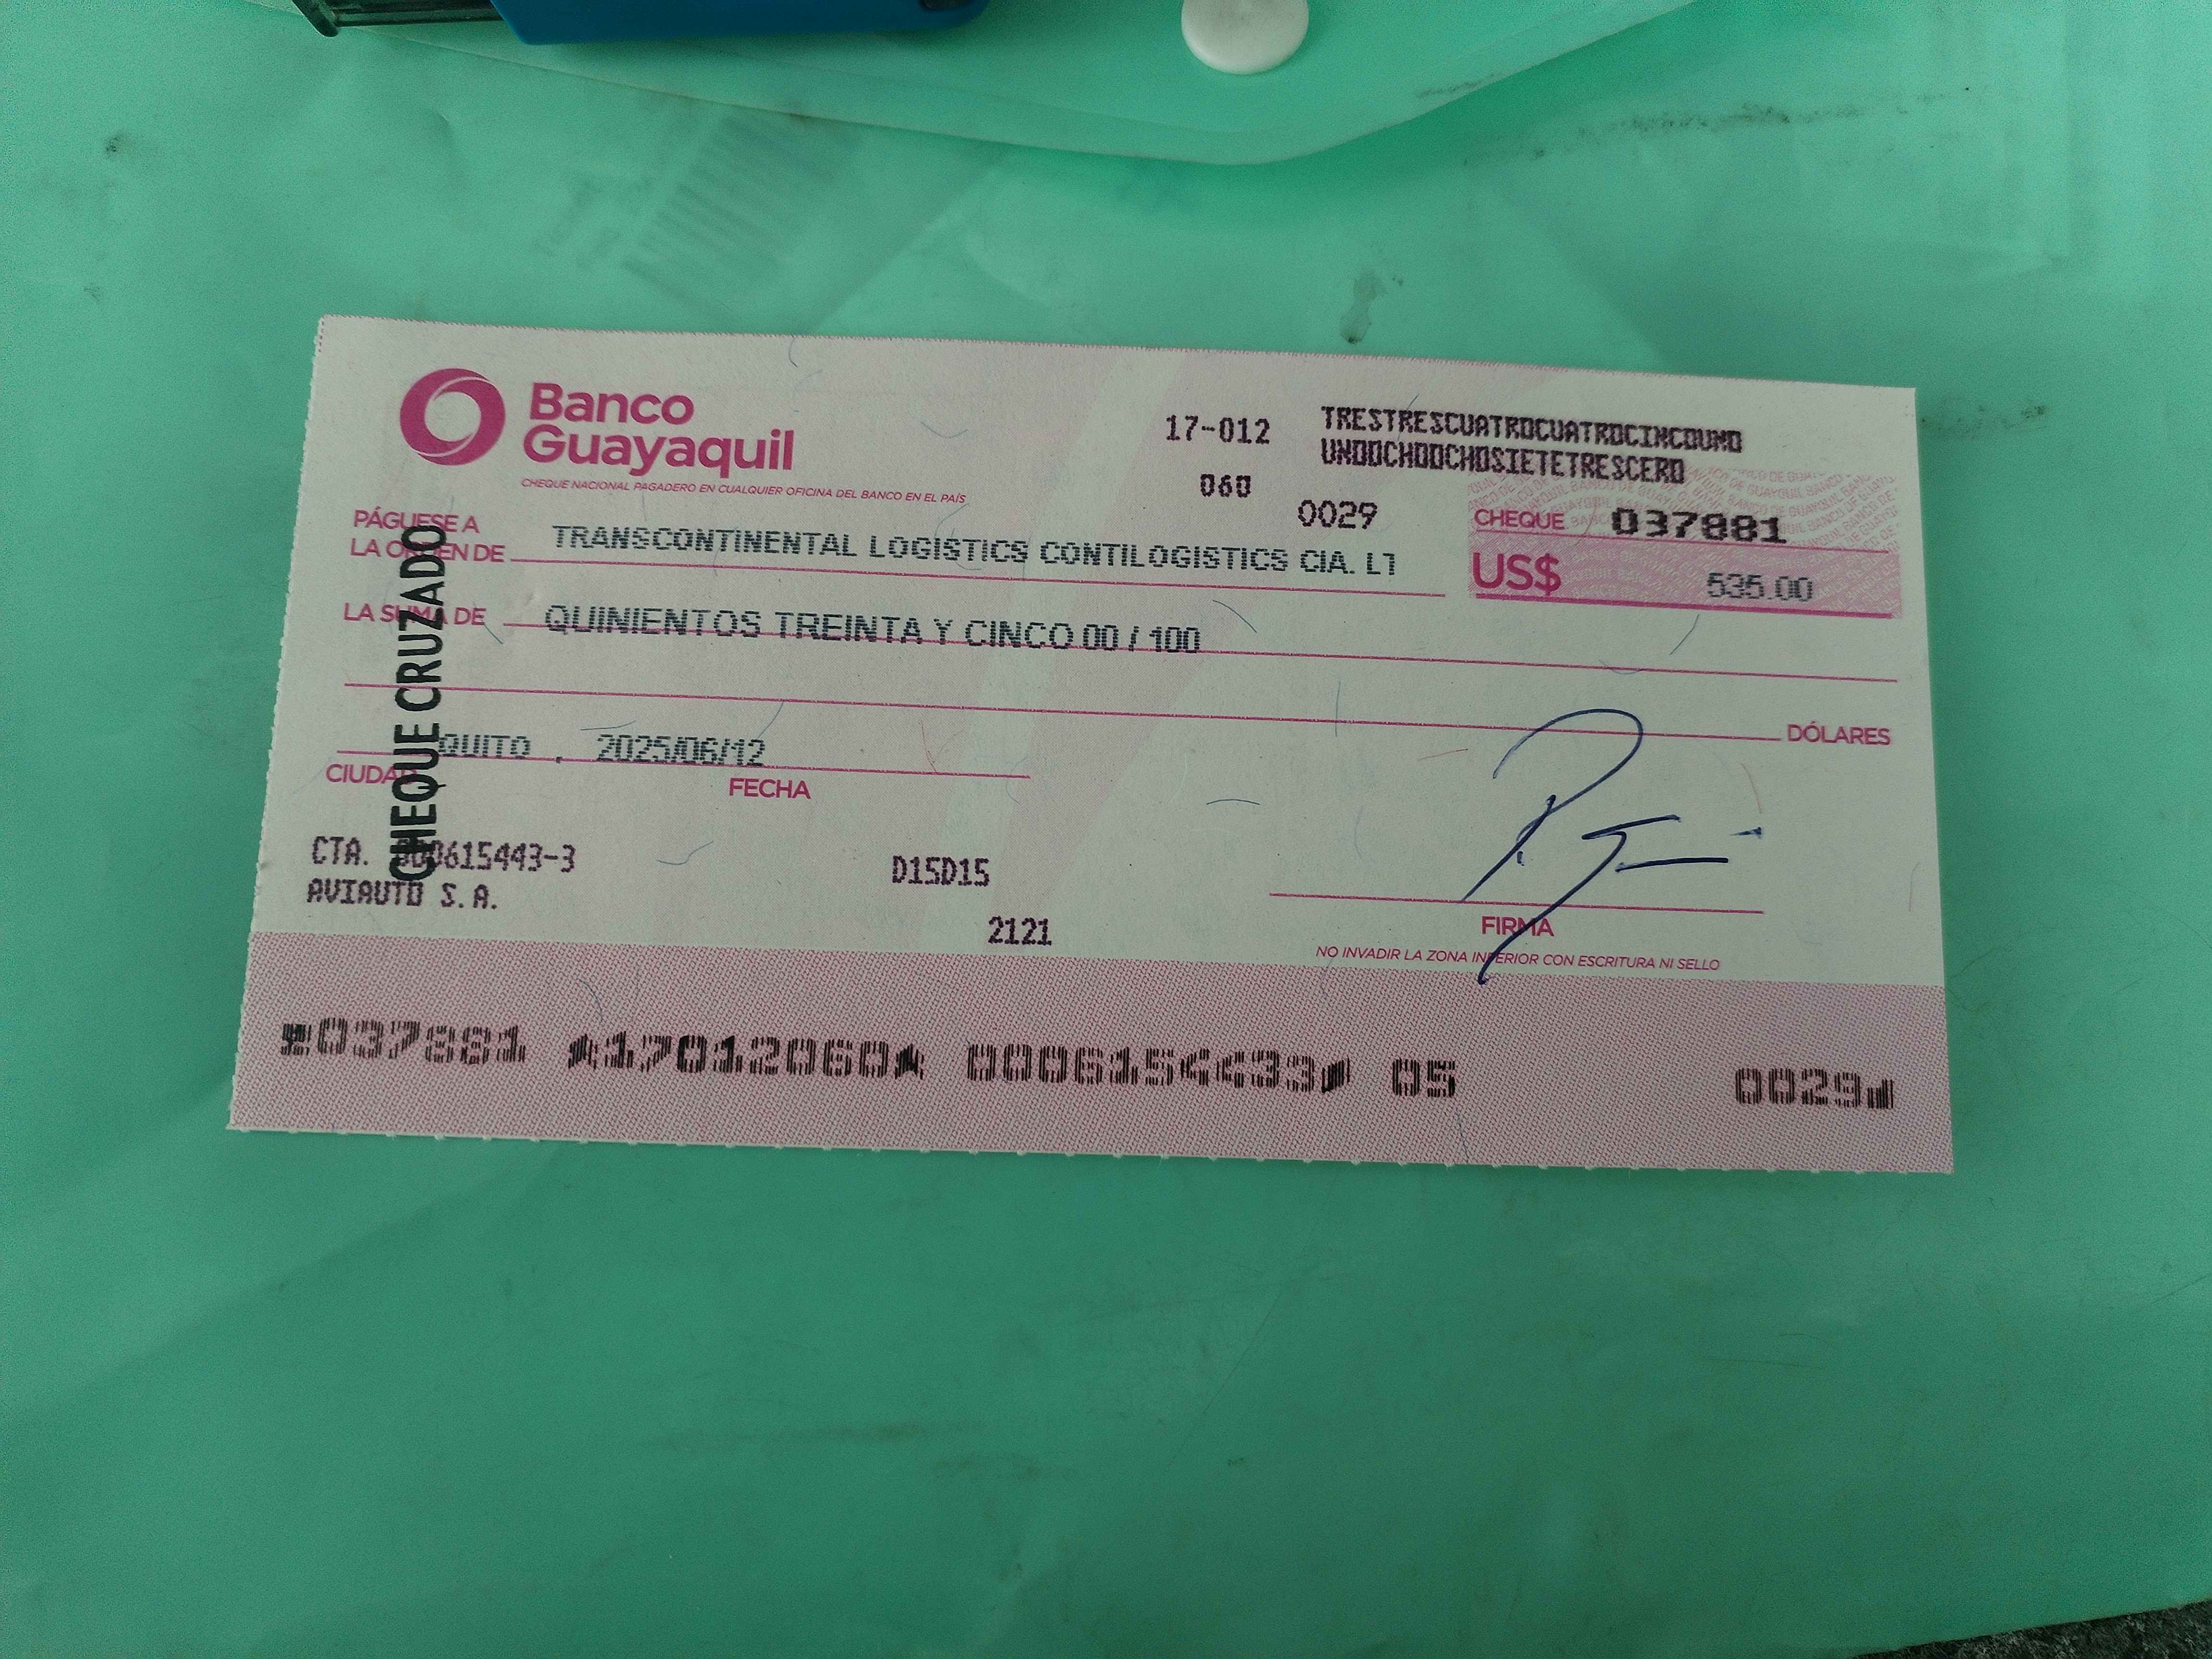 Banco
Guayaquil
CHEQUE NACIONAL PAGADERO EN CUALQUIER OFICINA DEL BANCO EN EL PAÍS
17-012
060
0029
TRESTRESCUATROCUATROCINCOUNO
UNOOCHOOCHOSIETETRESCERO
CHEQUE 037881
PÁGUESE A
LA ORDEN DE TRANSCONTINENTAL LOGISTICS CONTILOGISTICS CIA. LT
US$ 535.00
LA SUMA DE QUINIENTOS TREINTA Y CINCO 00 / 100
DÓLARES
QUITO , 2025/06/12
CIUDAD FECHA
CHEQUE CRUZADO
CTA. 000615443-3
AVIAUTO S.A.
D15D15
2121
FIRMA
NO INVADIR LA ZONA INFERIOR CON ESCRITURA NI SELLO
037881 17012060 0006154433 05 0029